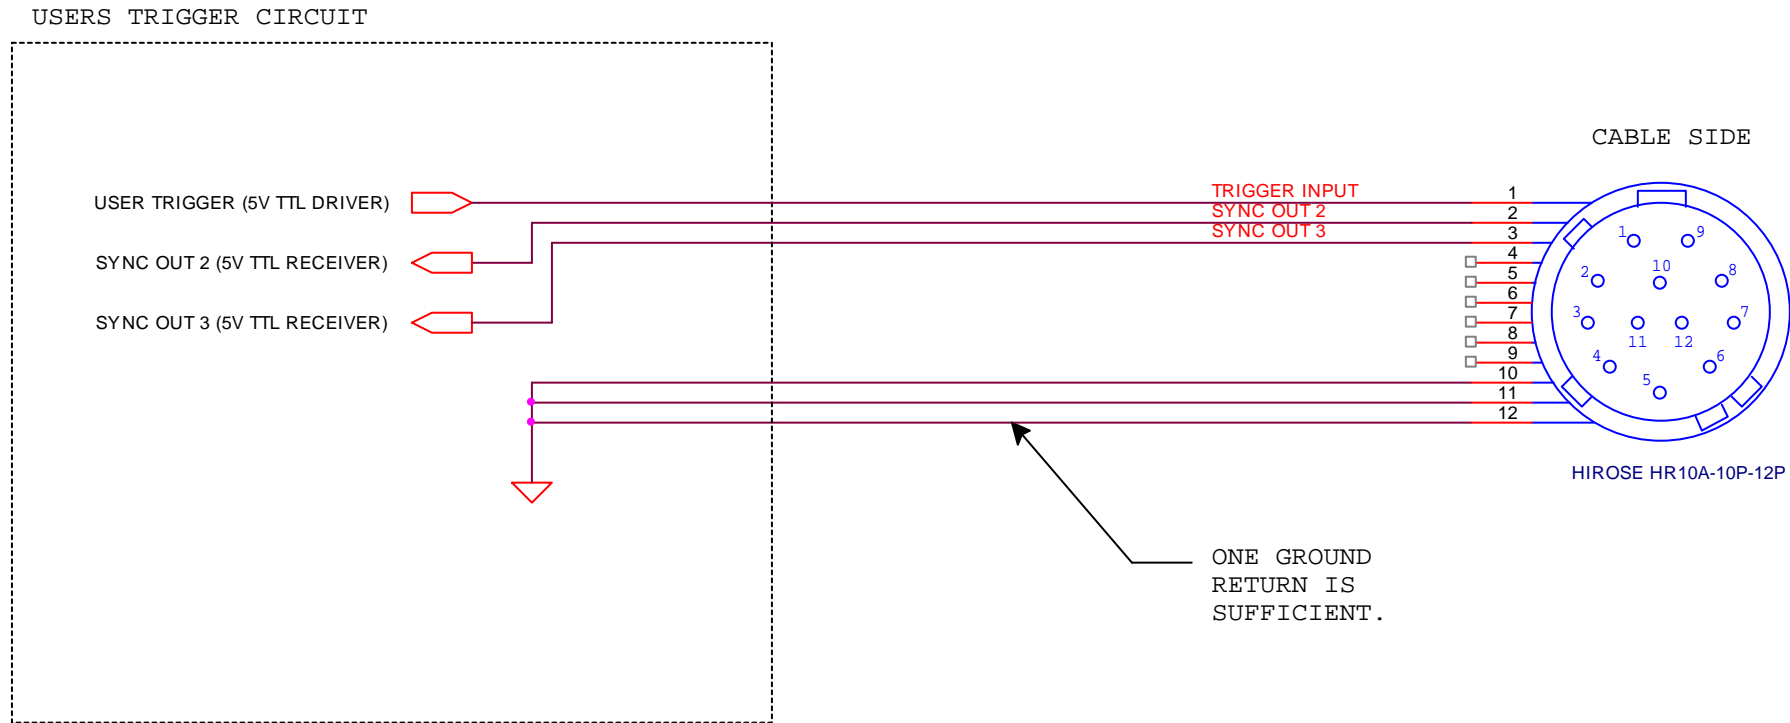 USERS TRIGGER CIRCUIT
CABLE SIDE
USER TRIGGER (5V TTL DRIVER)
TRIGGER INPUT
1
SYNC OUT 2
2
SYNC OUT 3
3
SYNC OUT 2 (5V TTL RECEIVER)
4
5
6
SYNC OUT 3 (5V TTL RECEIVER)
7
8
9
10
11
12
1
9
2
10
8
3
11
12
7
4
6
5
HIROSE HR10A-10P-12P
ONE GROUND
RETURN IS
SUFFICIENT.